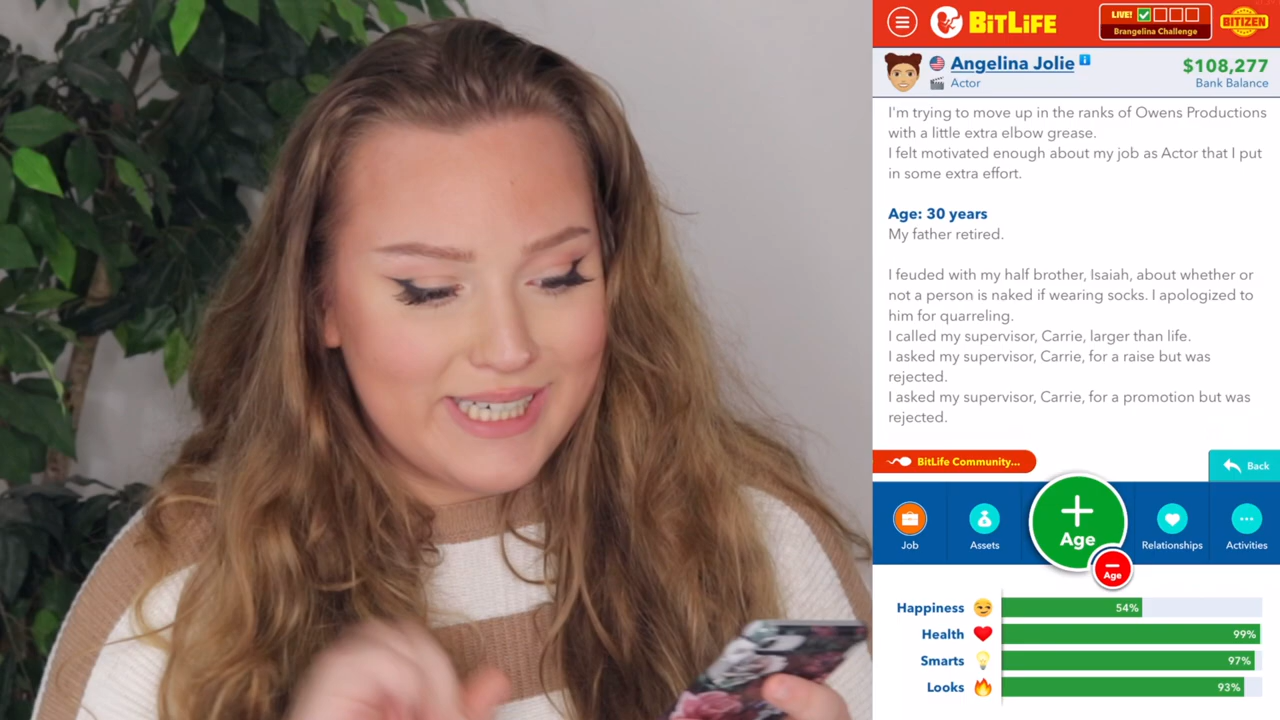 BITLIFE
LIVE!
Brangelina Challenge
BITIZEN
Angelina Jolie
$108,277
Actor
Bank Balance
I'm trying to move up in the ranks of Owens Productions
with a little extra elbow grease.
I felt motivated enough about my job as Actor that I put
in some extra effort.
Age: 30 years
My father retired.
I feuded with my half brother, Isaiah, about whether or
not a person is naked if wearing socks. I apologized to
him for quarreling.
I called my supervisor, Carrie, larger than life.
I asked my supervisor, Carrie, for a raise but was
rejected.
I asked my supervisor, Carrie, for a promotion but was
rejected.
BitLife Community...
Back
Job
Assets
Age
Relationships
Activities
Age
Happiness
54%
Health
99%
Smarts
97%
Looks
93%